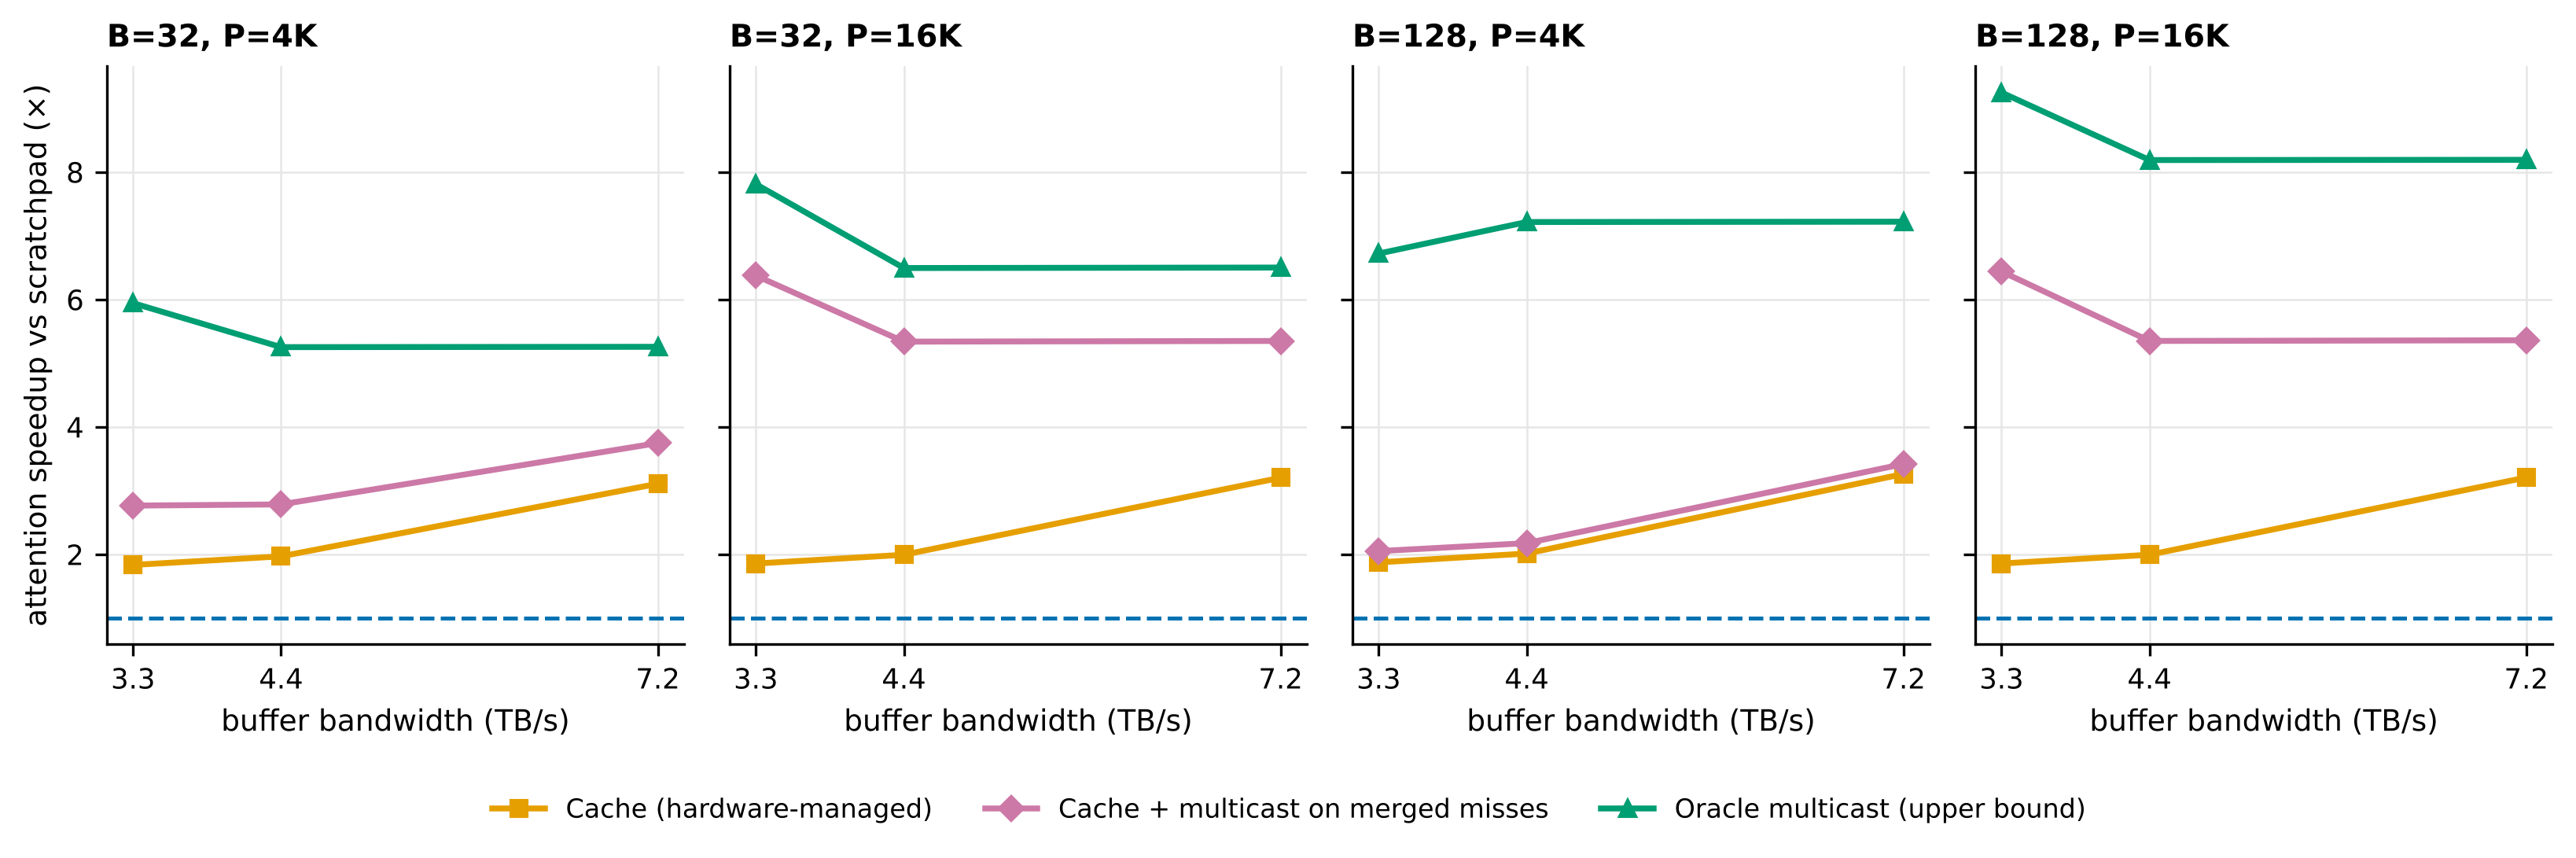 B=32, P=4K
B=32, P=16K
B=128, P=4K
B=128, P=16K
attention speedup vs scratchpad (×)
8
6
4
2
3.3 4.4 7.2
3.3 4.4 7.2
3.3 4.4 7.2
3.3 4.4 7.2
buffer bandwidth (TB/s)
buffer bandwidth (TB/s)
buffer bandwidth (TB/s)
buffer bandwidth (TB/s)
Cache (hardware-managed)
Cache + multicast on merged misses
Oracle multicast (upper bound)